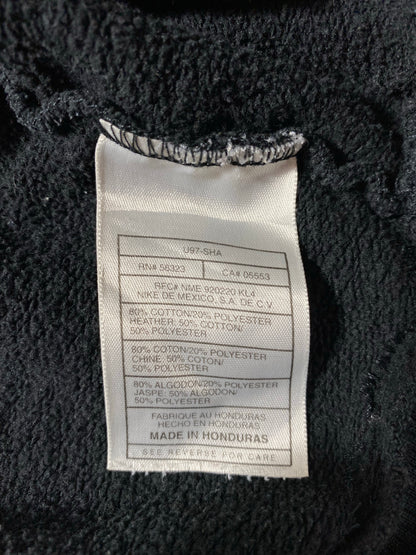 U97-SHA
RN# 56323 CA# 05553
RFC# NME 920220 KL4
NIKE DE MEXICO, S.A. DE C.V.
80% COTTON/20% POLYESTER
HEATHER: 50% COTON/
50% POLYESTER
80% COTTON/20% POLYESTER
CHINE: 50% COTON/
50% POLYESTER
80% ALGODON/20% POLYESTER
JASPE: 50% ALGODON/
50% POLYESTER
FABRIQUE AU HONDURAS
HECHO EN HONDURAS
MADE IN HONDURAS
SEE REVERSE FOR CARE